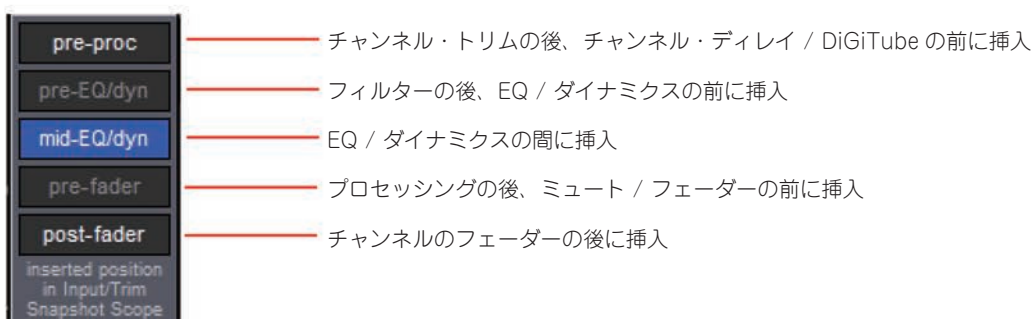 pre-proc チャンネル・トリムの後、チャンネル・ディレイ / DiGiTube の前に挿入
pre-EQ/dyn フィルターの後、EQ / ダイナミクスの前に挿入
mid-EQ/dyn EQ / ダイナミクスの間に挿入
pre-fader プロセッシングの後、ミュート / フェーダーの前に挿入
post-fader チャンネルのフェーダーの後に挿入
inserted position
in Input/Trim
Snapshot Scope